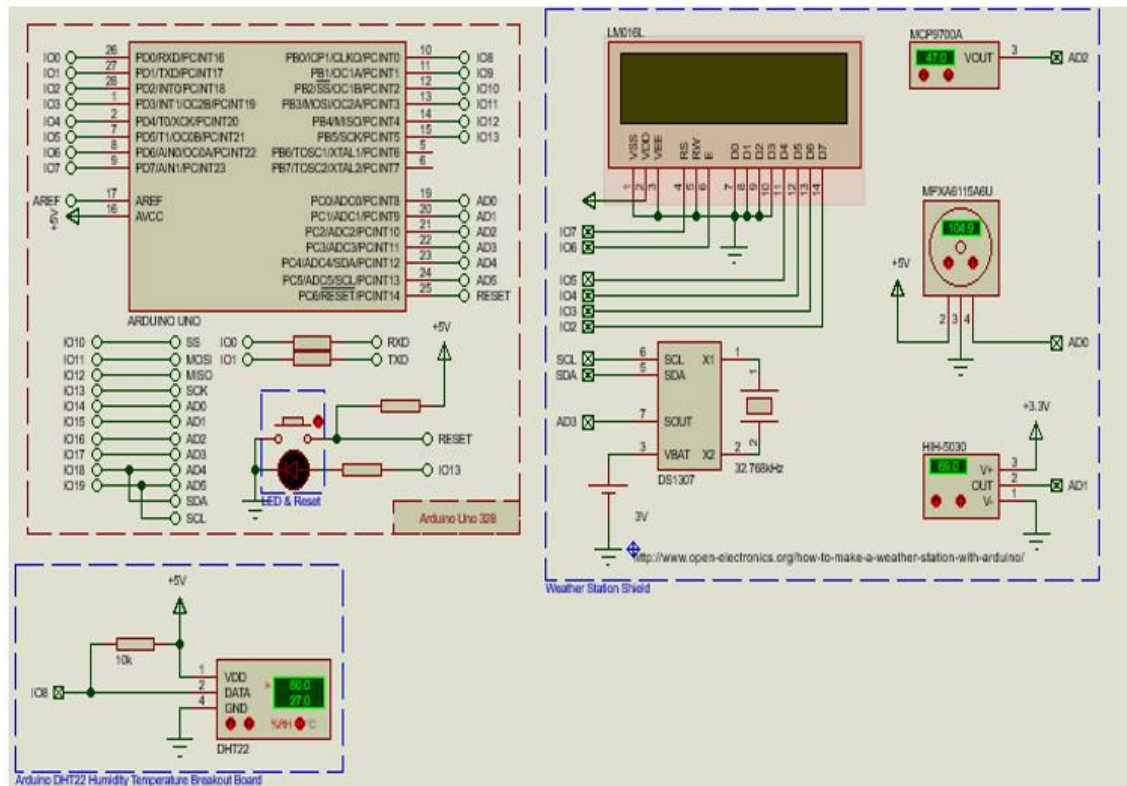 IO0 26 PD0/RXD/PCINT16 PB0/ICP1/CLKO/PCINT0 10 IO8
IO1 27 PD1/TXD/PCINT17 PB1/OC1A/PCINT1 11 IO9
IO2 28 PD2/INT0/PCINT18 PB2/SS/OC1B/PCINT2 12 IO10
IO3 1 PD3/INT1/OC2B/PCINT19 PB3/MOSI/OC2A/PCINT3 13 IO11
IO4 2 PD4/T0/XCK/PCINT20 PB4/MISO/PCINT4 14 IO12
IO5 7 PD5/T1/OC0B/PCINT21 PB5/SCK/PCINT5 15 IO13
IO6 8 PD6/AIN0/OC0A/PCINT22 PB6/TOSC1/XTAL1/PCINT6 5
IO7 9 PD7/AIN1/PCINT23 PB7/TOSC2/XTAL2/PCINT7 6
AREF 17 AREF PC0/ADC0/PCINT8 19 AD0
+5V 16 AVCC PC1/ADC1/PCINT9 20 AD1
PC2/ADC2/PCINT10 21 AD2
PC3/ADC3/PCINT11 22 AD3
PC4/ADC4/SDA/PCINT12 23 AD4
PC5/ADC5/SCL/PCINT13 24 AD5
PC6/RESET/PCINT14 25 RESET
ARDUINO UNO
IO10 SS
IO11 MOSI
IO12 MISO
IO13 SCK
IO14 AD0
IO15 AD1
IO16 AD2
IO17 AD3
IO18 AD4
IO19 AD5
SDA
SCL
IO0 RXD
IO1 TXD
+5V
RESET
IO13
LED & Reset
Arduino Uno 328
LM016L
VSS VDD VEE RS RW E D0 D1 D2 D3 D4 D5 D6 D7
1 2 3 4 5 6 7 8 9 10 11 12 13 14
IO7
IO6
IO5
IO4
IO3
IO2
SCL 6 SCL X1 1
SDA 5 SDA
AD3 7 SOUT
3 VBAT X2 2
1
2
32.768kHz
DS1307
3V
MCP9700A
47.0 VOUT 3 AD2
MPXA6115A6U
104.9
+5V
2 3 4
AD0
+3.3V
HIH-5030
69.0 V+ 3
OUT 2 AD1
V- 1
http://www.open-electronics.org/how-to-make-a-weather-station-with-arduino/
Weather Station Shield
+5V
10k
1 VDD
IO8 2 DATA
4 GND
>
80.0
27.0
%RH °C
DHT22
Arduino DHT22 Humidity Temperature Breakout Board